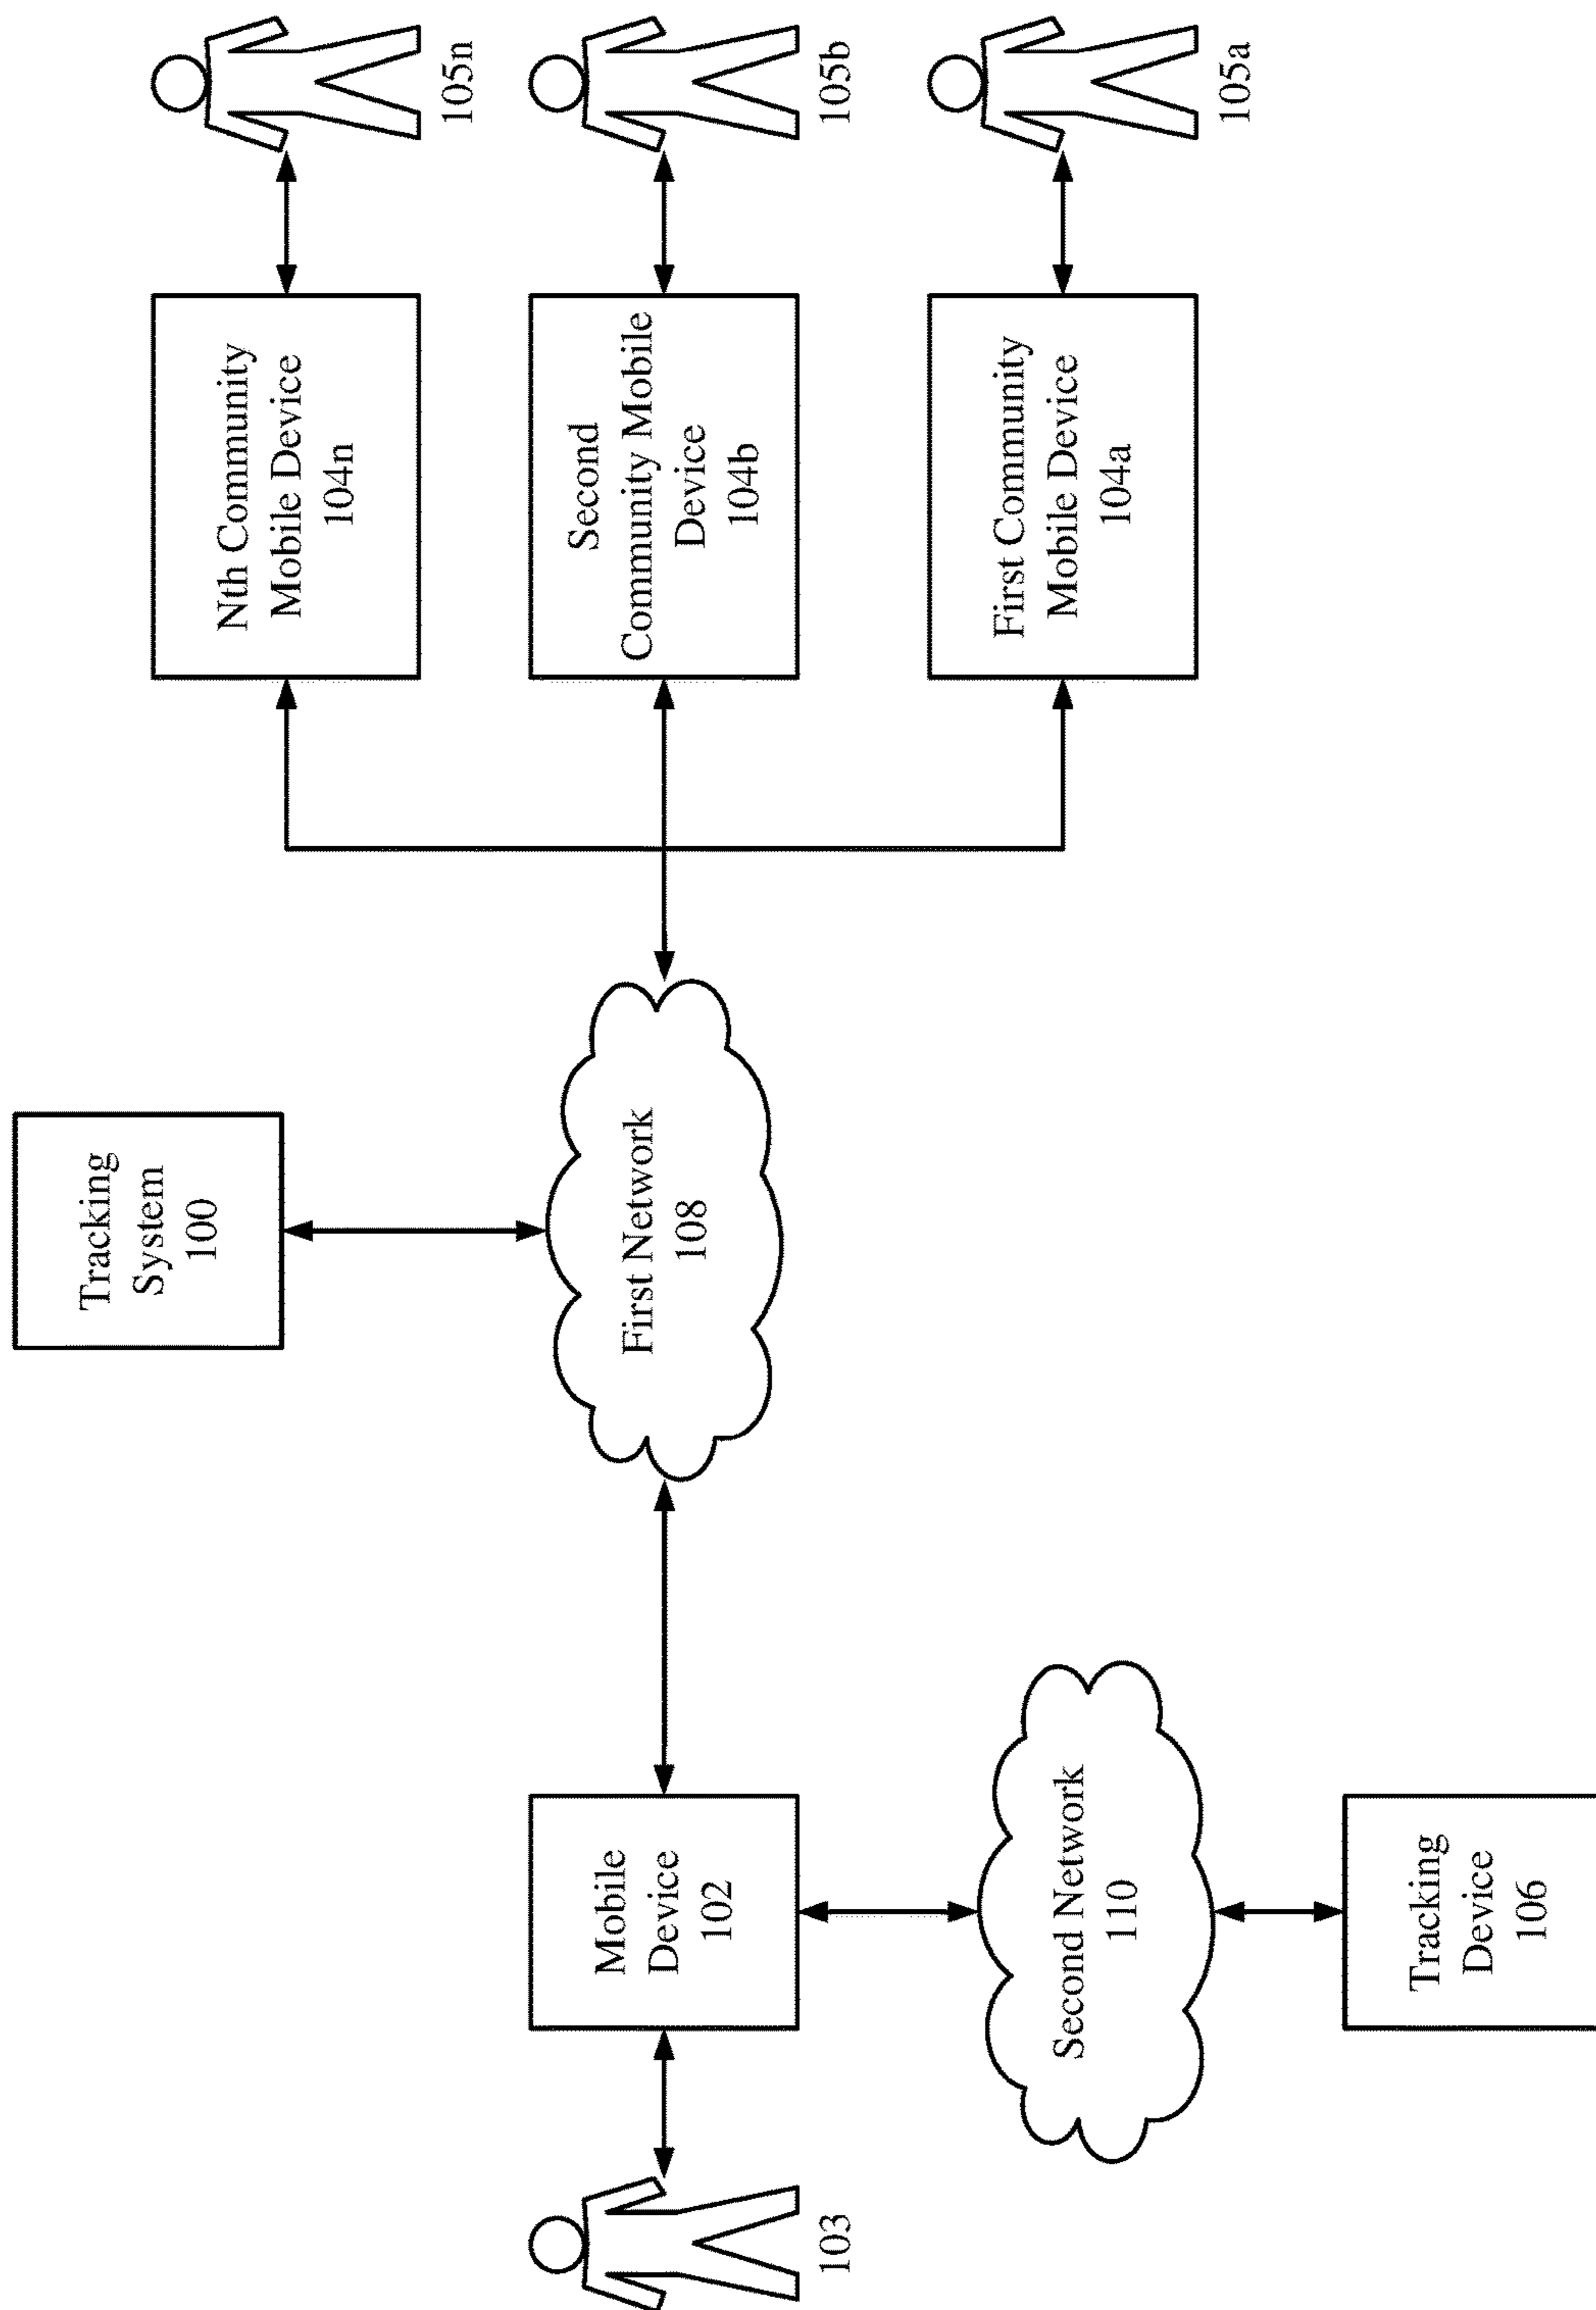 Tracking
System
100
Nth Community
Mobile Device
104n
105n
103
Mobile
Device
102
First Network
108
Second
Community Mobile
Device
104b
105b
Second Network
110
First Community
Mobile Device
104a
105a
Tracking
Device
106